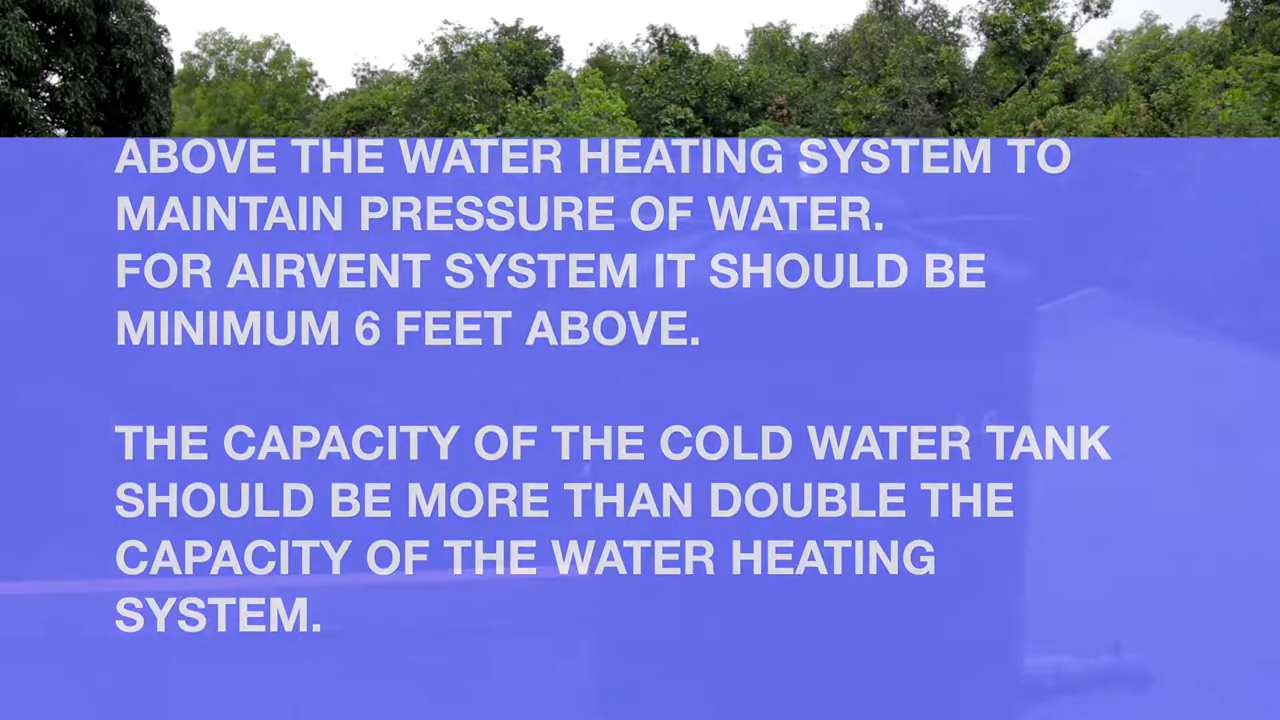 ABOVE THE WATER HEATING SYSTEM TO
MAINTAIN PRESSURE OF WATER.
FOR AIRVENT SYSTEM IT SHOULD BE
MINIMUM 6 FEET ABOVE.
THE CAPACITY OF THE COLD WATER TANK
SHOULD BE MORE THAN DOUBLE THE
CAPACITY OF THE WATER HEATING
SYSTEM.